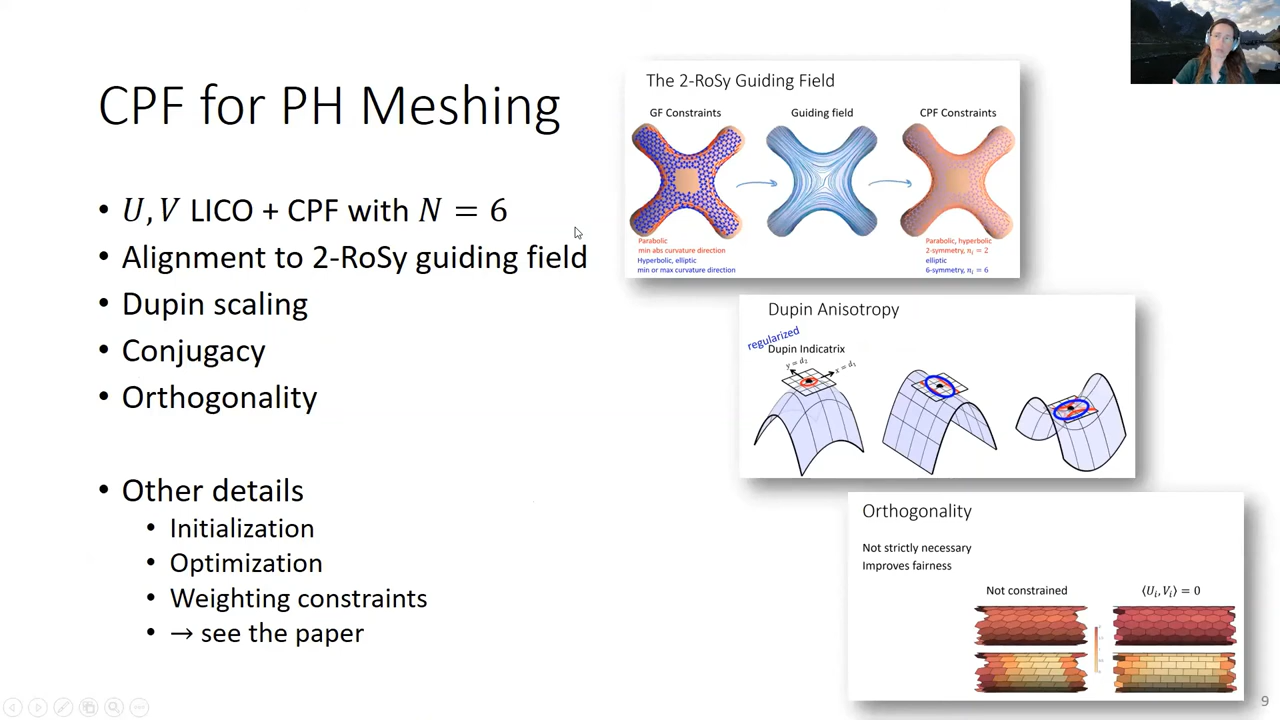 CPF for PH Meshing
• U, V LICO + CPF with N = 6
• Alignment to 2-RoSy guiding field
• Dupin scaling
• Conjugacy
• Orthogonality
• Other details
• Initialization
• Optimization
• Weighting constraints
• → see the paper
The 2-RoSy Guiding Field
GF Constraints
Guiding field
CPF Constraints
Parabolic
min abs curvature direction
Hyperbolic, elliptic
min or max curvature direction
Parabolic, hyperbolic
2-symmetry, nᵢ = 2
elliptic
6-symmetry, nᵢ = 6
Dupin Anisotropy
regularized
Dupin Indicatrix
y = d₂
x = d₁
Orthogonality
Not strictly necessary
Improves fairness
Not constrained
⟨Uᵢ, Vᵢ⟩ = 0
9